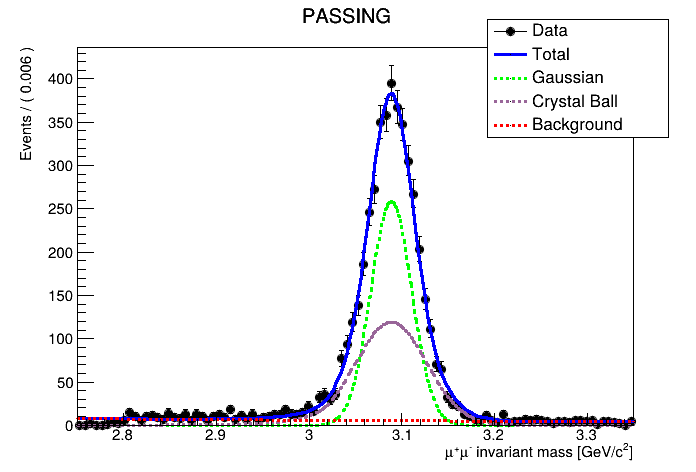 PASSING
Data
Total
Gaussian
Crystal Ball
Background
Events / ( 0.006 )
400
350
300
250
200
150
100
50
0
2.8 2.9 3 3.1 3.2 3.3
μ⁺μ⁻ invariant mass [GeV/c²]